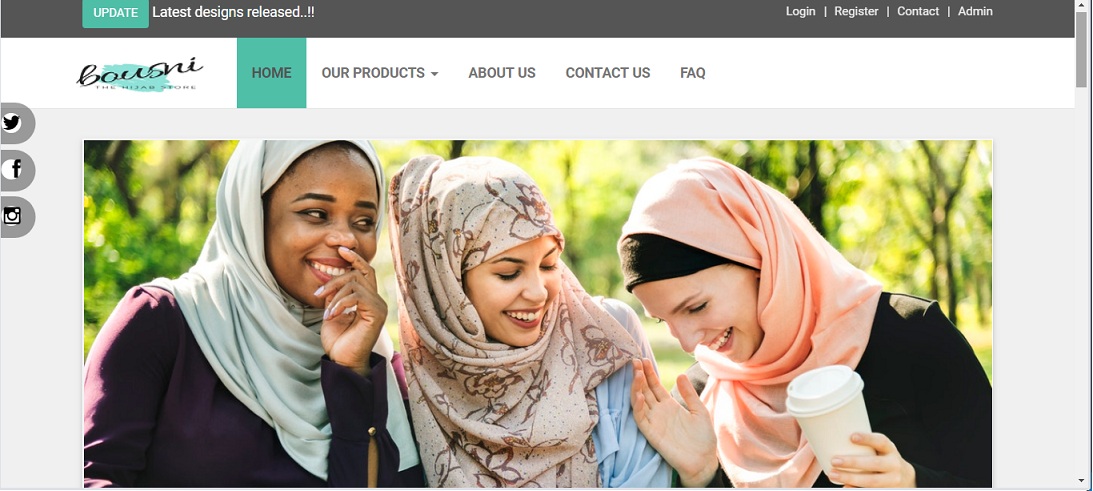 UPDATE Latest designs released..!! Login | Register | Contact | Admin
bousni
THE HIJAB STORE
HOME OUR PRODUCTS ABOUT US CONTACT US FAQ